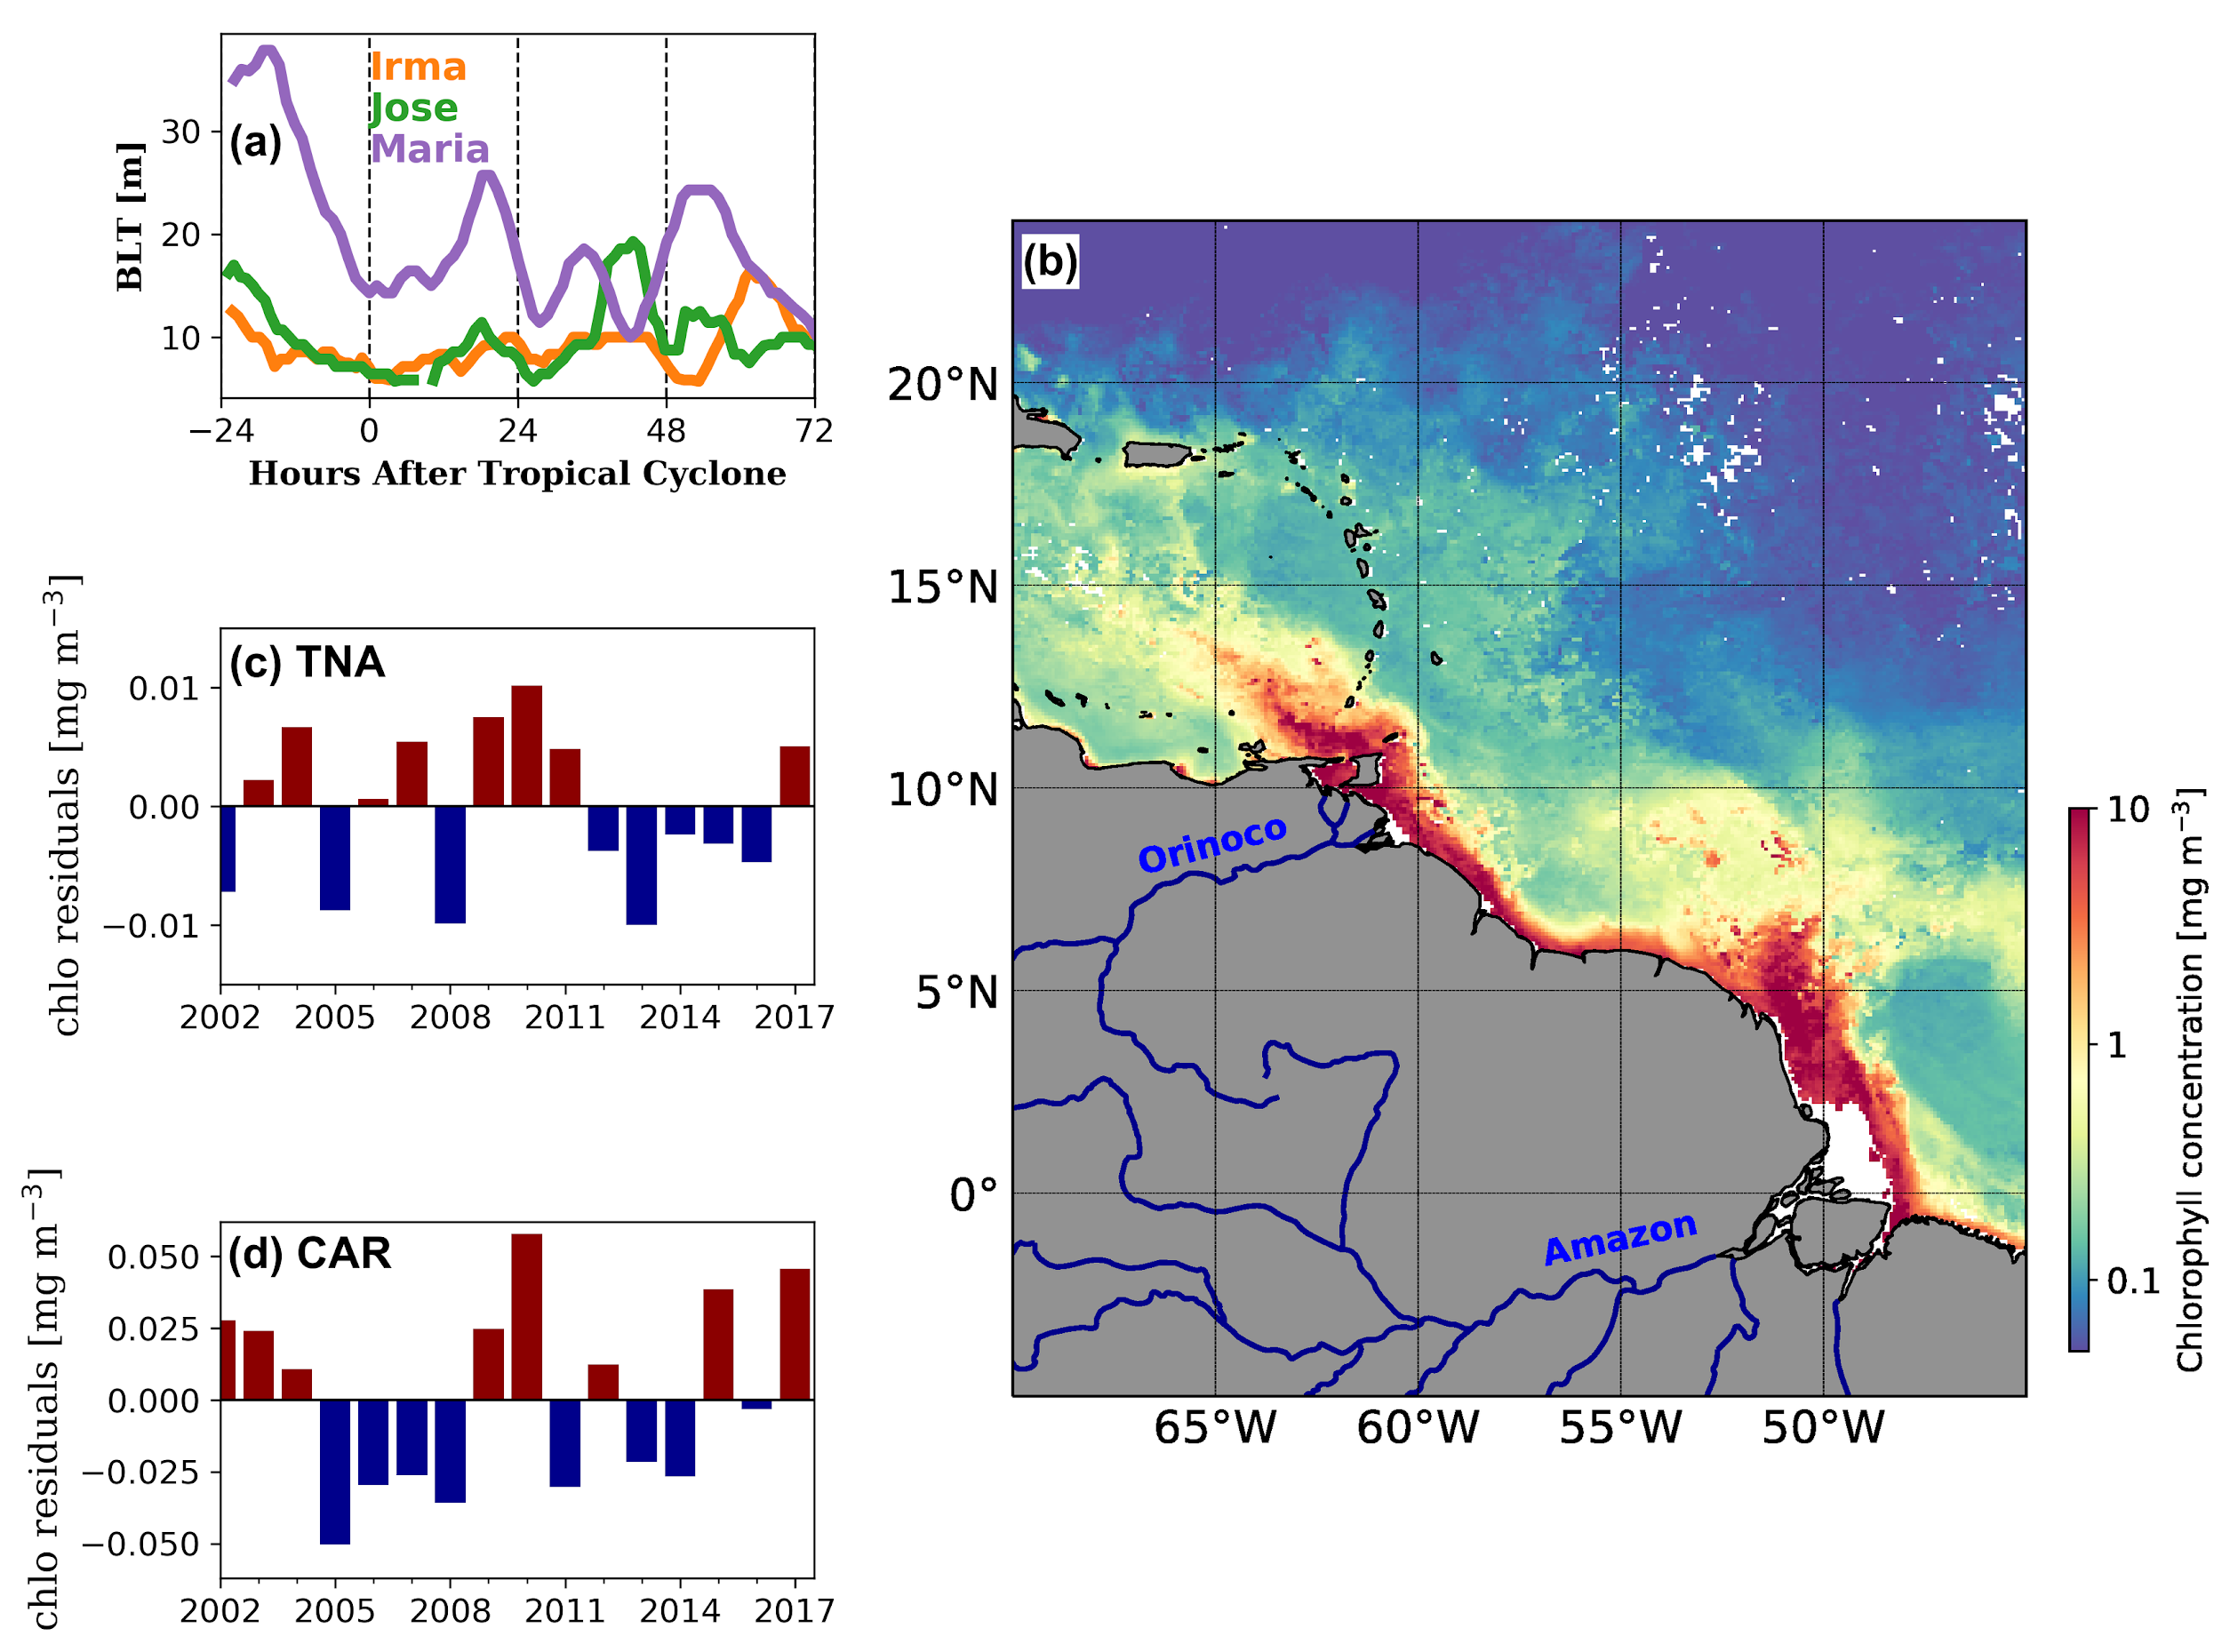 (a)
Irma
Jose
Maria
BLT [m]
30
20
10
−24 0 24 48 72
Hours After Tropical Cyclone
(b)
20°N
15°N
10°N
5°N
0°
65°W 60°W 55°W 50°W
Orinoco
Amazon
10
1
0.1
Chlorophyll concentration [mg m⁻³]
(c) TNA
chlo residuals [mg m⁻³]
0.01
0.00
−0.01
2002 2005 2008 2011 2014 2017
(d) CAR
chlo residuals [mg m⁻³]
0.050
0.025
0.000
−0.025
−0.050
2002 2005 2008 2011 2014 2017